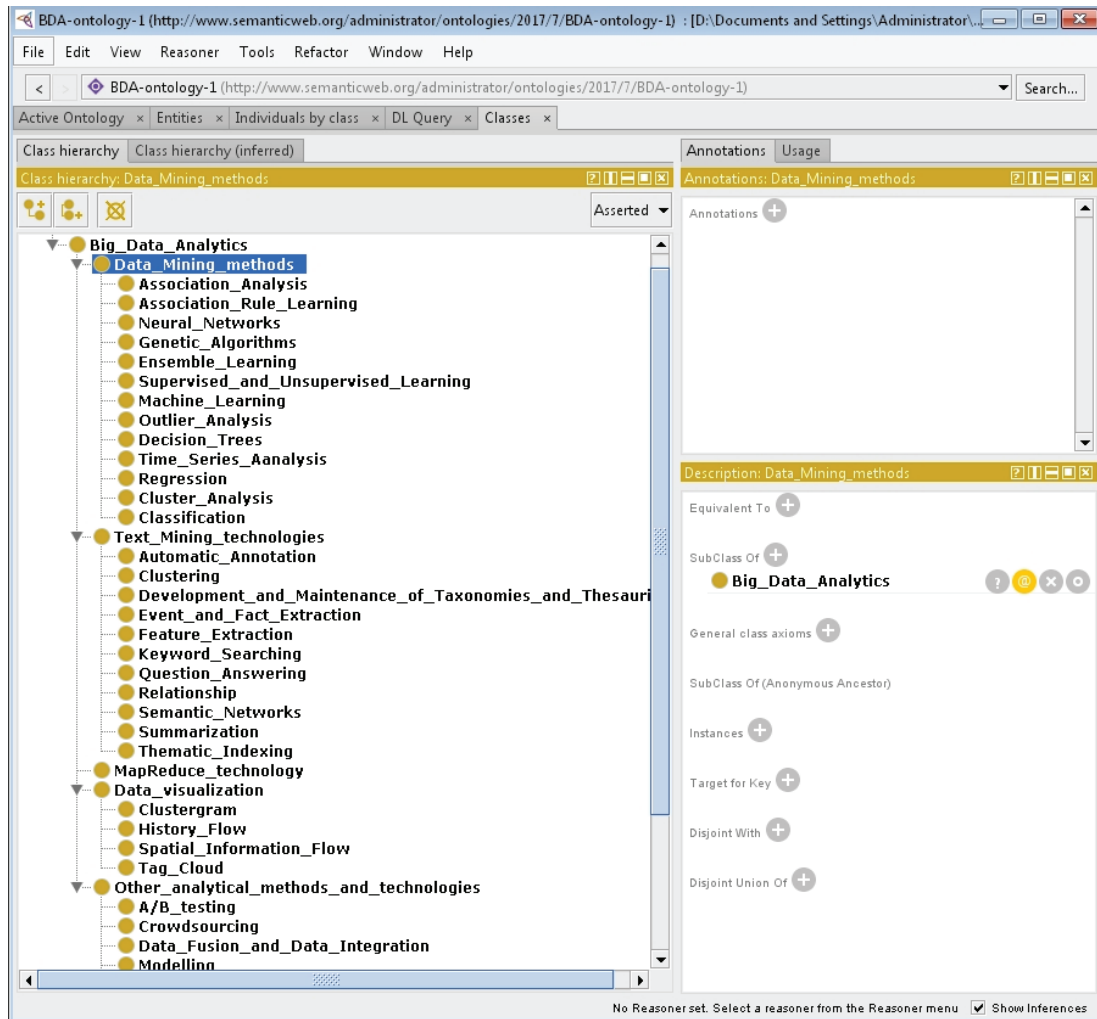 BDA-ontology-1 (http://www.semanticweb.org/administrator/ontologies/2017/7/BDA-ontology-1) : [D:\Documents and Settings\Administrator\...
File Edit View Reasoner Tools Refactor Window Help
< > BDA-ontology-1 (http://www.semanticweb.org/administrator/ontologies/2017/7/BDA-ontology-1) Search...
Active Ontology × Entities × Individuals by class × DL Query × Classes ×
Class hierarchy Class hierarchy (inferred)
Class hierarchy: Data_Mining_methods
Asserted
Big_Data_Analytics
Data_Mining_methods
Association_Analysis
Association_Rule_Learning
Neural_Networks
Genetic_Algorithms
Ensemble_Learning
Supervised_and_Unsupervised_Learning
Machine_Learning
Outlier_Analysis
Decision_Trees
Time_Series_Aanalysis
Regression
Cluster_Analysis
Classification
Text_Mining_technologies
Automatic_Annotation
Clustering
Development_and_Maintenance_of_Taxonomies_and_Thesauri
Event_and_Fact_Extraction
Feature_Extraction
Keyword_Searching
Question_Answering
Relationship
Semantic_Networks
Summarization
Thematic_Indexing
MapReduce_technology
Data_visualization
Clustergram
History_Flow
Spatial_Information_Flow
Tag_Cloud
Other_analytical_methods_and_technologies
A/B_testing
Crowdsourcing
Data_Fusion_and_Data_Integration
Modelling
Annotations Usage
Annotations: Data_Mining_methods
Annotations
Description: Data_Mining_methods
Equivalent To
SubClass Of
Big_Data_Analytics
General class axioms
SubClass Of (Anonymous Ancestor)
Instances
Target for Key
Disjoint With
Disjoint Union Of
No Reasoner set. Select a reasoner from the Reasoner menu Show Inferences